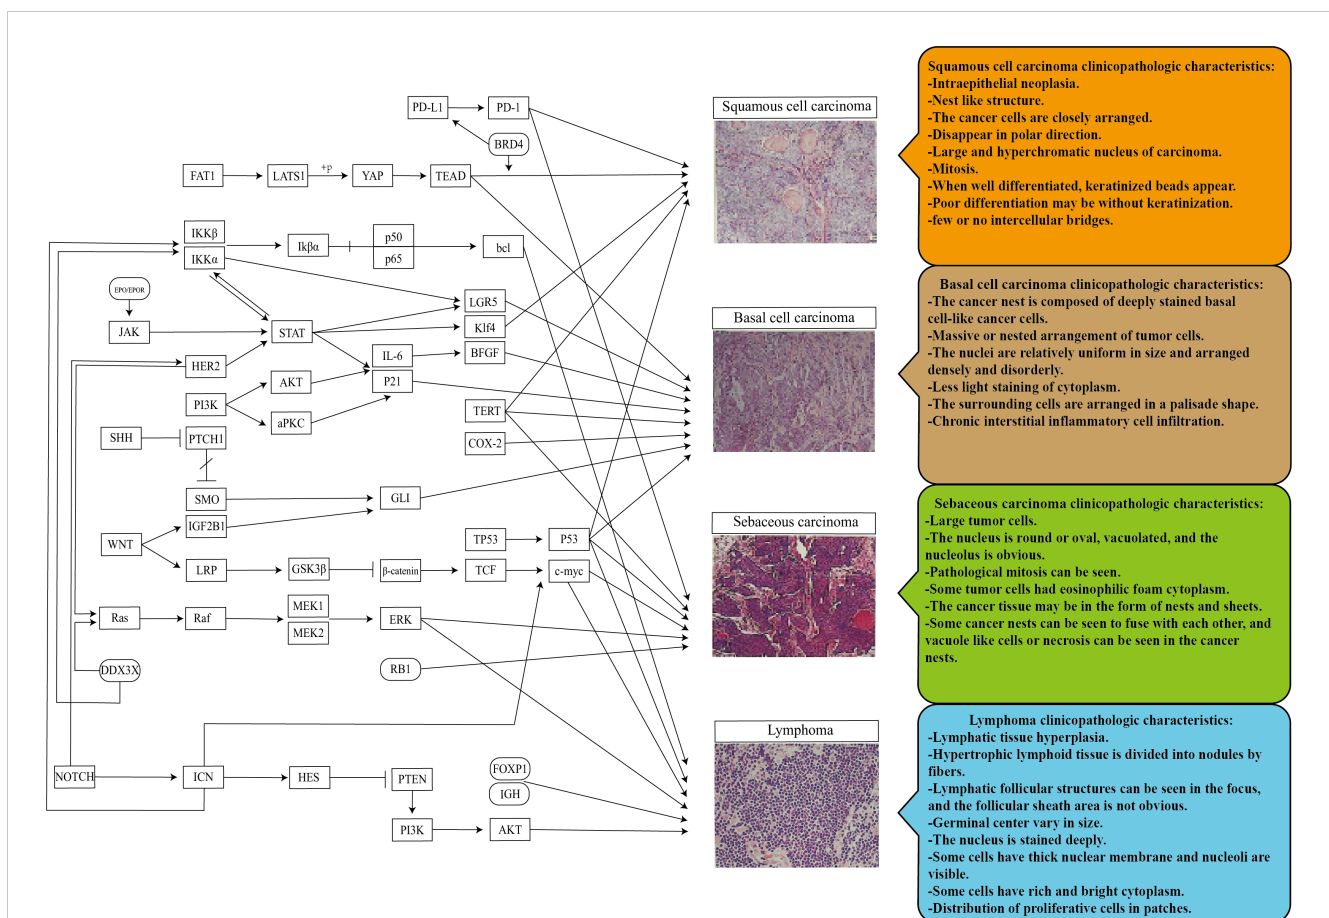 PD-L1
PD-1
BRD4
FAT1
LATS1
+p
YAP
TEAD
IKKβ
IKKα
Ikβα
p50
p65
bcl
EPO/EPOR
JAK
STAT
LGR5
Klf4
HER2
IL-6
BFGF
PI3K
AKT
P21
aPKC
TERT
SHH
PTCH1
COX-2
SMO
GLI
IGF2B1
WNT
LRP
GSK3β
β-catenin
TP53
P53
TCF
c-myc
Ras
Raf
MEK1
MEK2
ERK
DDX3X
RB1
NOTCH
ICN
HES
PTEN
FOXP1
IGH
PI3K
AKT
Squamous cell carcinoma
Basal cell carcinoma
Sebaceous carcinoma
Lymphoma
Squamous cell carcinoma clinicopathologic characteristics:
-Intraepithelial neoplasia.
-Nest like structure.
-The cancer cells are closely arranged.
-Disappear in polar direction.
-Large and hyperchromatic nucleus of carcinoma.
-Mitosis.
-When well differentiated, keratinized beads appear.
-Poor differentiation may be without keratinization.
-few or no intercellular bridges.
Basal cell carcinoma clinicopathologic characteristics:
-The cancer nest is composed of deeply stained basal
cell-like cancer cells.
-Massive or nested arrangement of tumor cells.
-The nuclei are relatively uniform in size and arranged
densely and disorderly.
-Less light staining of cytoplasm.
-The surrounding cells are arranged in a palisade shape.
-Chronic interstitial inflammatory cell infiltration.
Sebaceous carcinoma clinicopathologic characteristics:
-Large tumor cells.
-The nucleus is round or oval, vacuolated, and the
nucleolus is obvious.
-Pathological mitosis can be seen.
-Some tumor cells had eosinophilic foam cytoplasm.
-The cancer tissue may be in the form of nests and sheets.
-Some cancer nests can be seen to fuse with each other, and
vacuole like cells or necrosis can be seen in the cancer
nests.
Lymphoma clinicopathologic characteristics:
-Lymphatic tissue hyperplasia.
-Hypertrophic lymphoid tissue is divided into nodules by
fibers.
-Lymphatic follicular structures can be seen in the focus,
and the follicular sheath area is not obvious.
-Germinal center vary in size.
-The nucleus is stained deeply.
-Some cells have thick nuclear membrane and nucleoli are
visible.
-Some cells have rich and bright cytoplasm.
-Distribution of proliferative cells in patches.